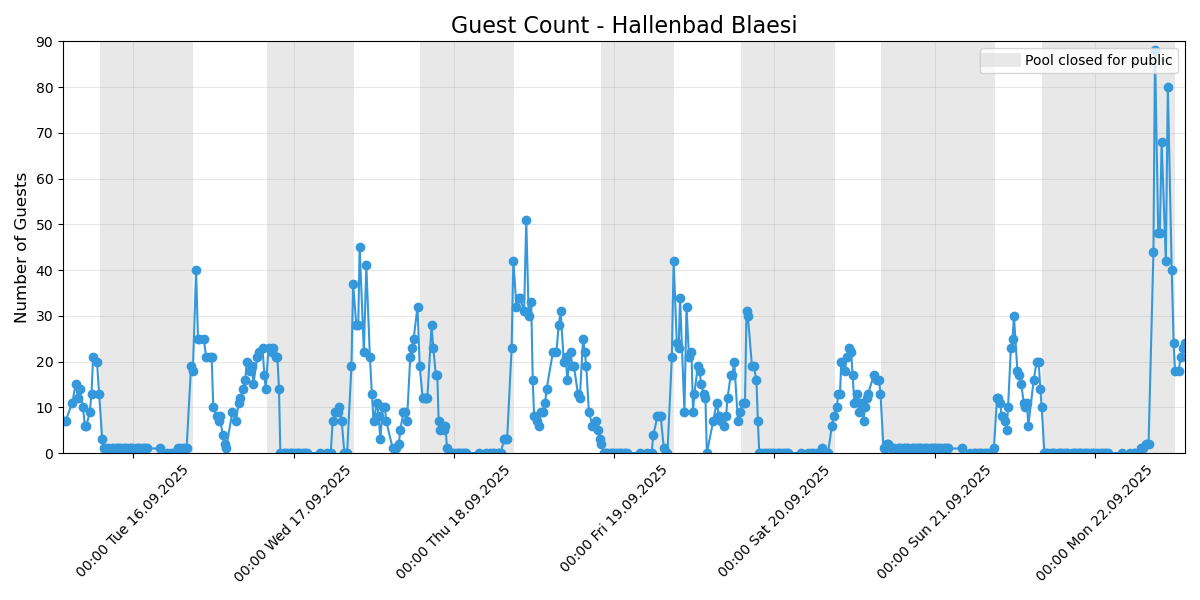 Guest Count - Hallenbad Blaesi
Pool closed for public
Number of Guests
90
80
70
60
50
40
30
20
10
0
00:00 Tue 16.09.2025
00:00 Wed 17.09.2025
00:00 Thu 18.09.2025
00:00 Fri 19.09.2025
00:00 Sat 20.09.2025
00:00 Sun 21.09.2025
00:00 Mon 22.09.2025